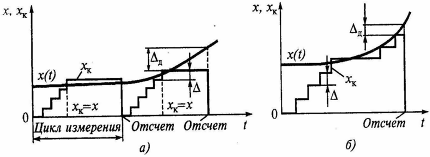 x, xк
x(t)
xк
Δд
Δ
xк=x
xк=x
0
t
Цикл измерения
Отсчет
Отсчет
а)
x, xк
x(t)
xк
Δд
Δ
0
t
Отсчет
б)